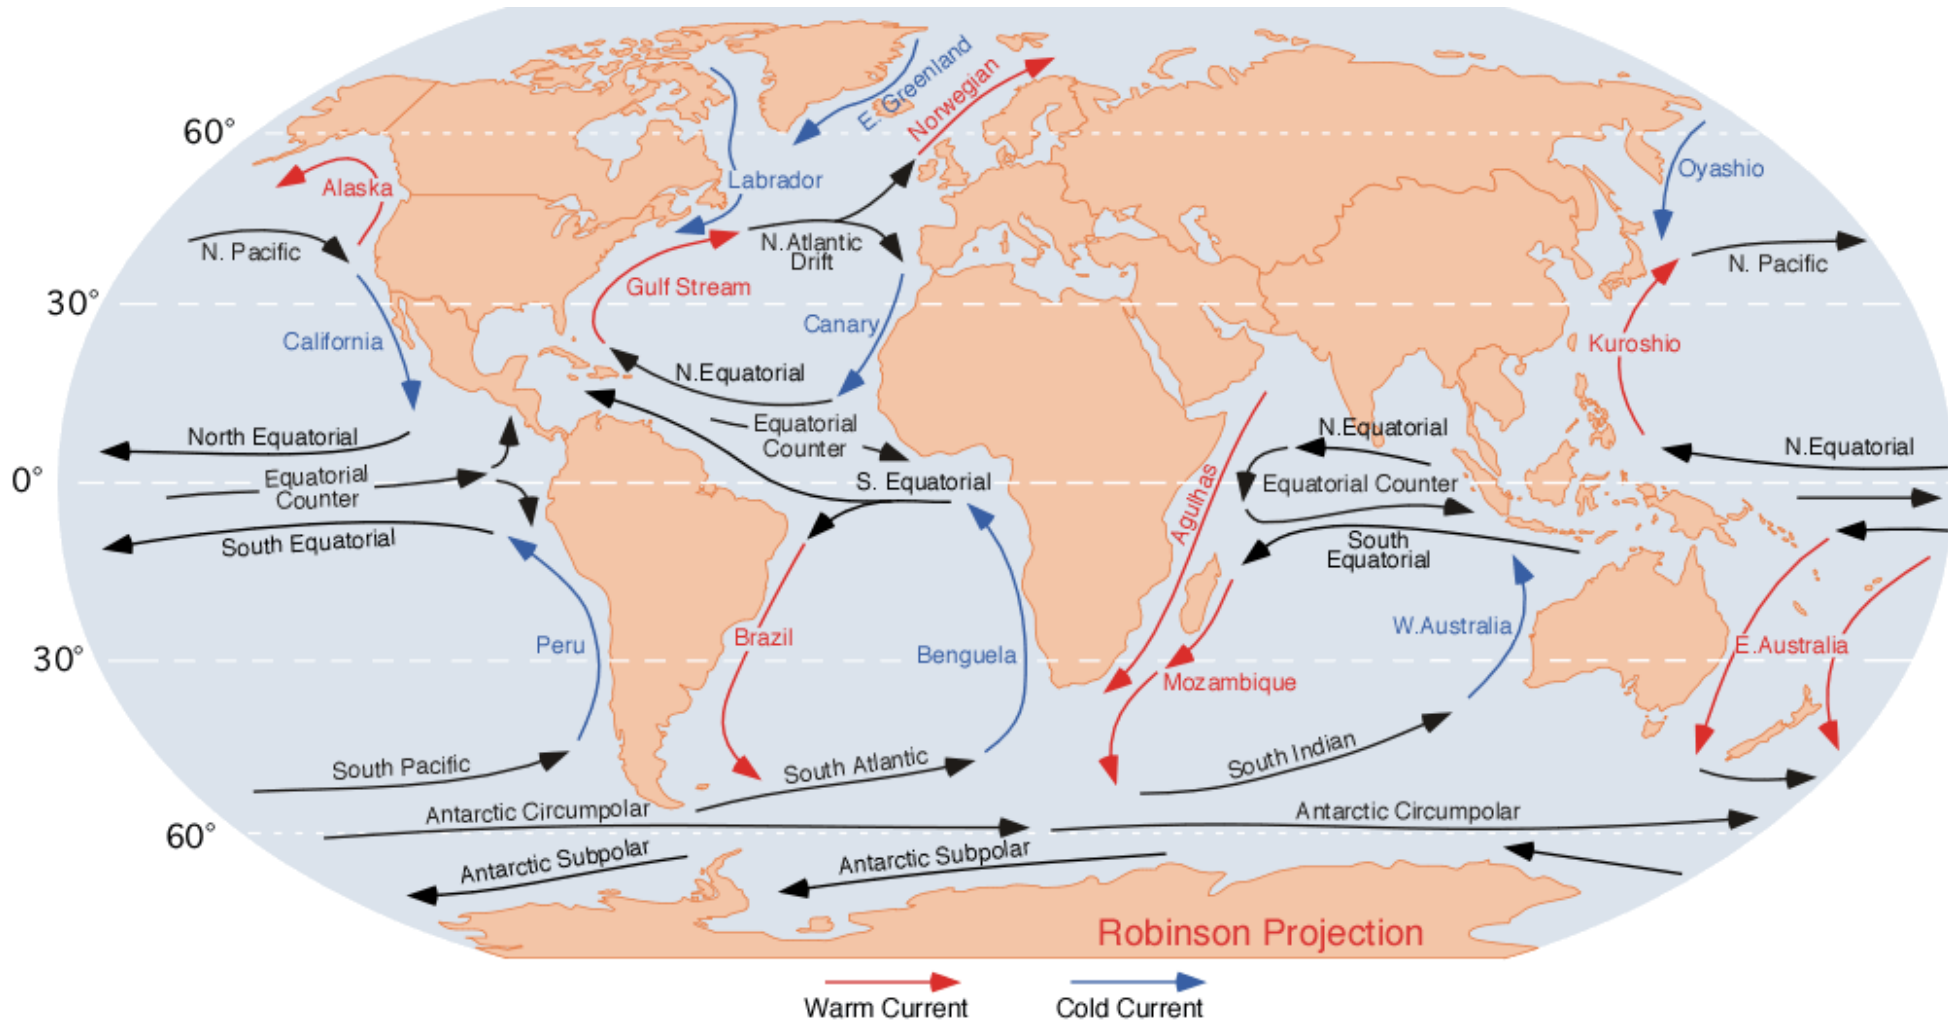 E. Greenland
Norwegian
60°
Labrador
Alaska
Oyashio
N. Pacific
N.Atlantic
Drift
N. Pacific
Gulf Stream
30°
California
Canary
Kuroshio
N.Equatorial
North Equatorial
Equatorial
Counter
N.Equatorial
N.Equatorial
0°
Equatorial
Counter
S. Equatorial
Equatorial Counter
Agulhas
South Equatorial
South
Equatorial
Peru
Brazil
Benguela
W.Australia
E.Australia
30°
Mozambique
South Pacific
South Atlantic
South Indian
Antarctic Circumpolar
Antarctic Circumpolar
60°
Antarctic Subpolar
Antarctic Subpolar
Robinson Projection
Warm Current
Cold Current